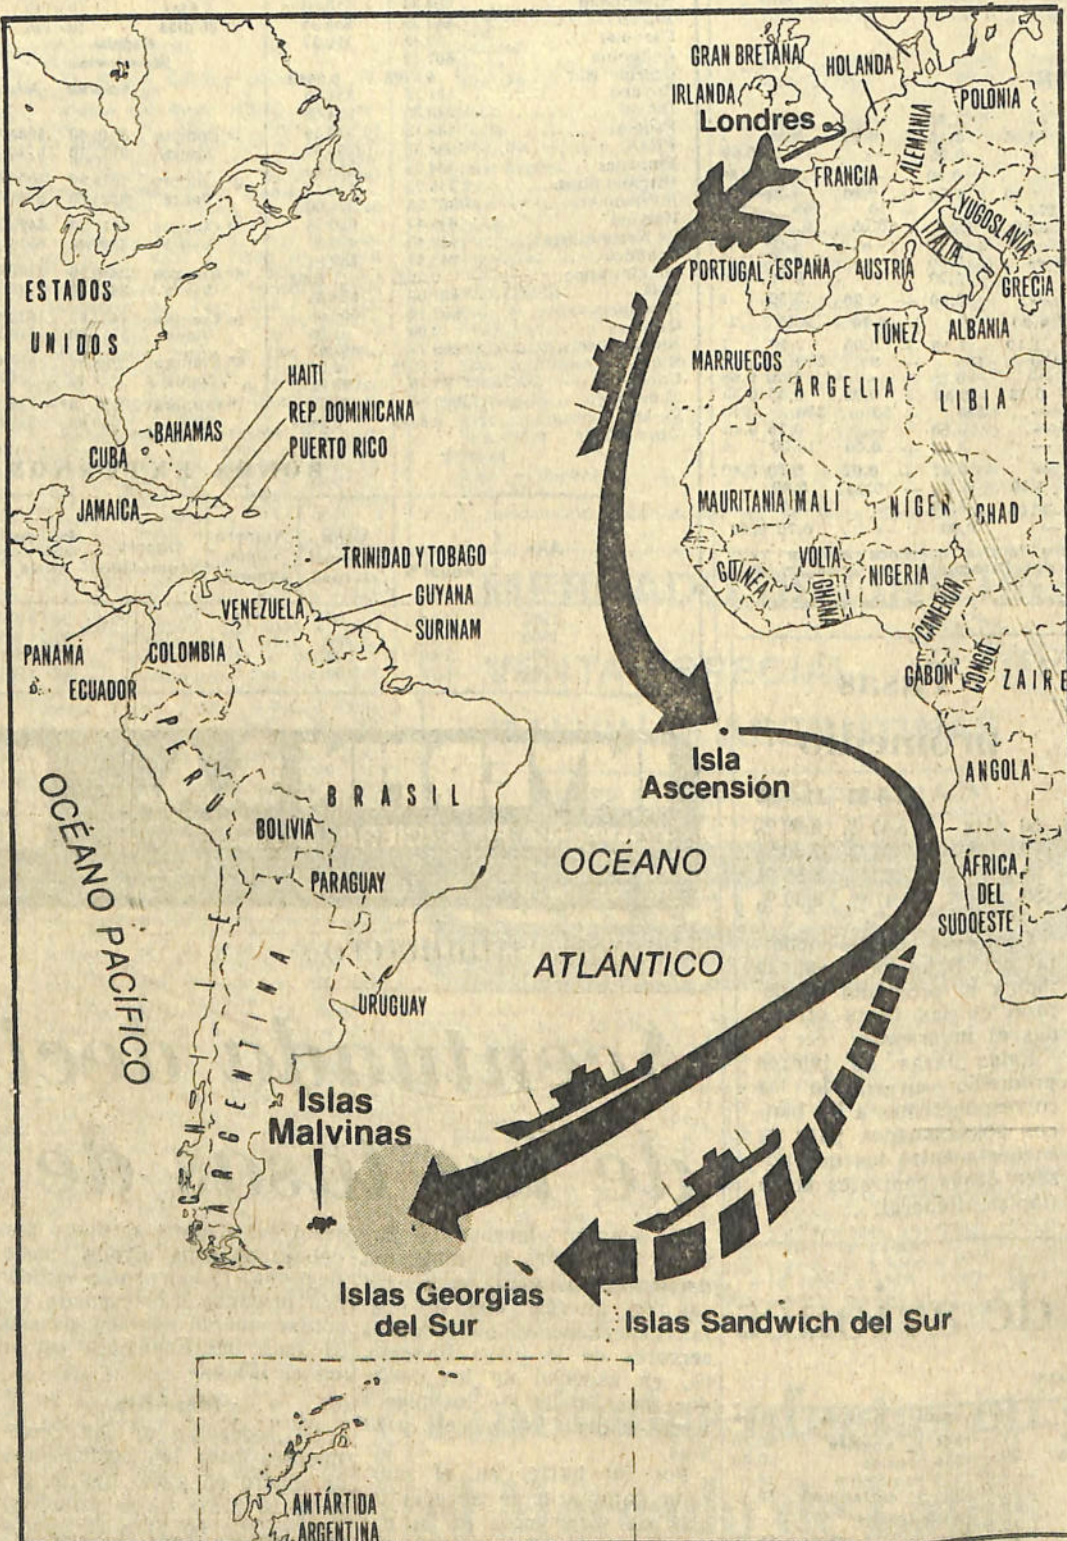 GRAN BRETAÑA
HOLANDA
IRLANDA
POLONIA
Londres
ALEMANIA
FRANCIA
YUGOSLAVIA
ITALIA
PORTUGAL
ESPAÑA
AUSTRIA
GRECIA
ESTADOS
UNIDOS
TÚNEZ
ALBANIA
MARRUECOS
ARGELIA
LIBIA
HAITÍ
REP. DOMINICANA
BAHAMAS
PUERTO RICO
CUBA
JAMAICA
MAURITANIA
MALI
NÍGER
CHAD
TRINIDAD Y TOBAGO
VOLTA
GUINEA
GHANA
NIGERIA
VENEZUELA
GUYANA
CAMERÚN
SURINAM
PANAMÁ
COLOMBIA
ECUADOR
GABÓN
CONGO
ZAIRE
PERÚ
Isla
Ascensión
ANGOLA
BRASIL
BOLIVIA
OCÉANO PACÍFICO
OCÉANO
ATLÁNTICO
PARAGUAY
ÁFRICA
DEL
SUDOESTE
URUGUAY
CHILE
ARGENTINA
Islas
Malvinas
Islas Georgias
del Sur
Islas Sandwich del Sur
ANTÁRTIDA
ARGENTINA